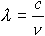 λ = c/ν